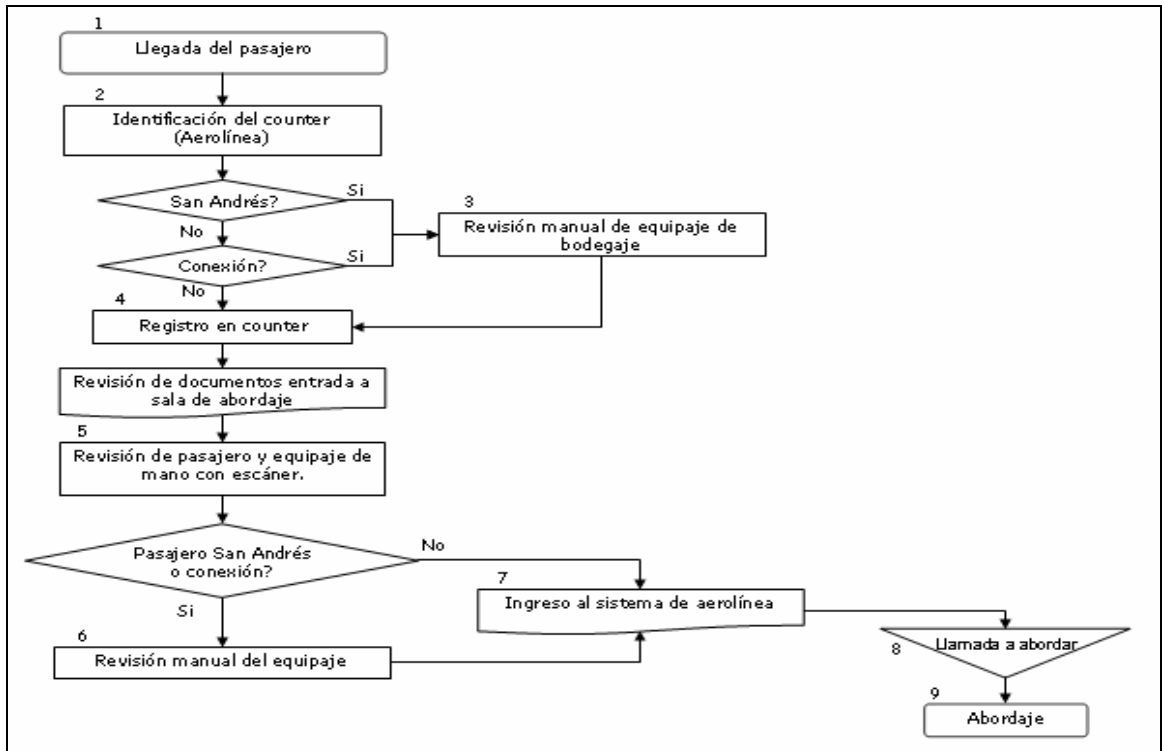 1
Llegada del pasajero
2
Identificación del counter
(Aerolínea)
San Andrés?
Si
No
3
Revisión manual de equipaje de
bodegaje
Conexión?
Si
No
4
Registro en counter
Revisión de documentos entrada a
sala de abordaje
5
Revisión de pasajero y equipaje de
mano con escáner.
Pasajero San Andrés
o conexión?
No
Si
7
Ingreso al sistema de aerolínea
6
Revisión manual del equipaje
8
Llamada a abordar
9
Abordaje